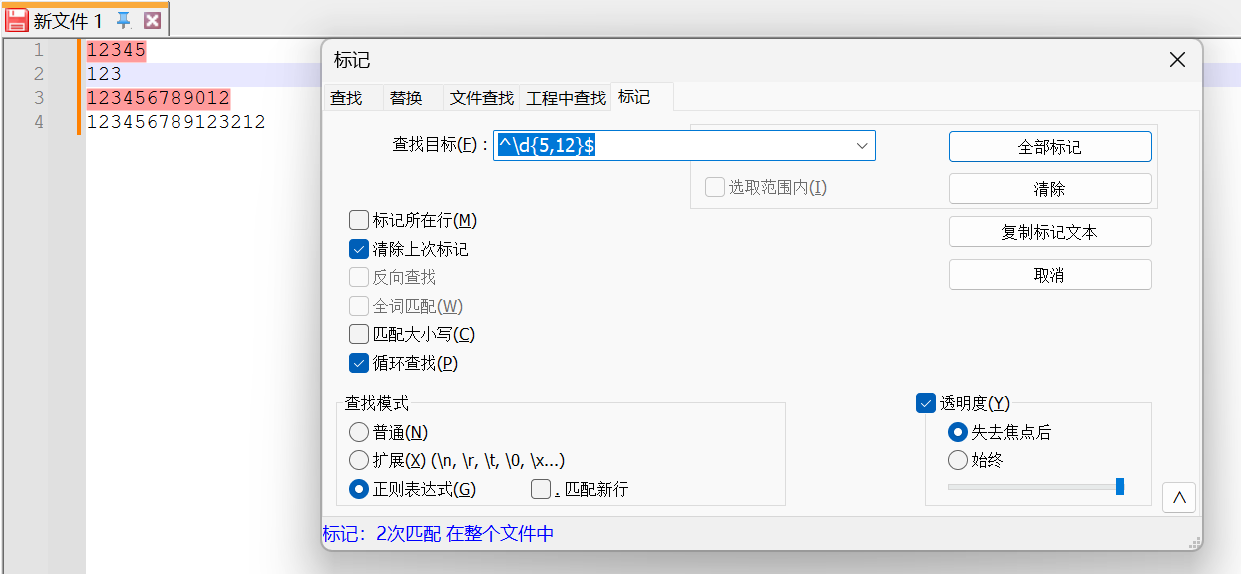 新文件 1
1 12345
2 123
3 123456789012
4 123456789123212
标记
查找 替换 文件查找 工程中查找 标记
查找目标(F) : ^\d{5,12}$
全部标记
选取范围内(I)
清除
标记所在行(M)
复制标记文本
清除上次标记
反向查找
取消
全词匹配(W)
匹配大小写(C)
循环查找(P)
查找模式
透明度(Y)
普通(N)
失去焦点后
扩展(X) (\n, \r, \t, \0, \x...)
始终
正则表达式(G) . 匹配新行
标记: 2次匹配 在整个文件中